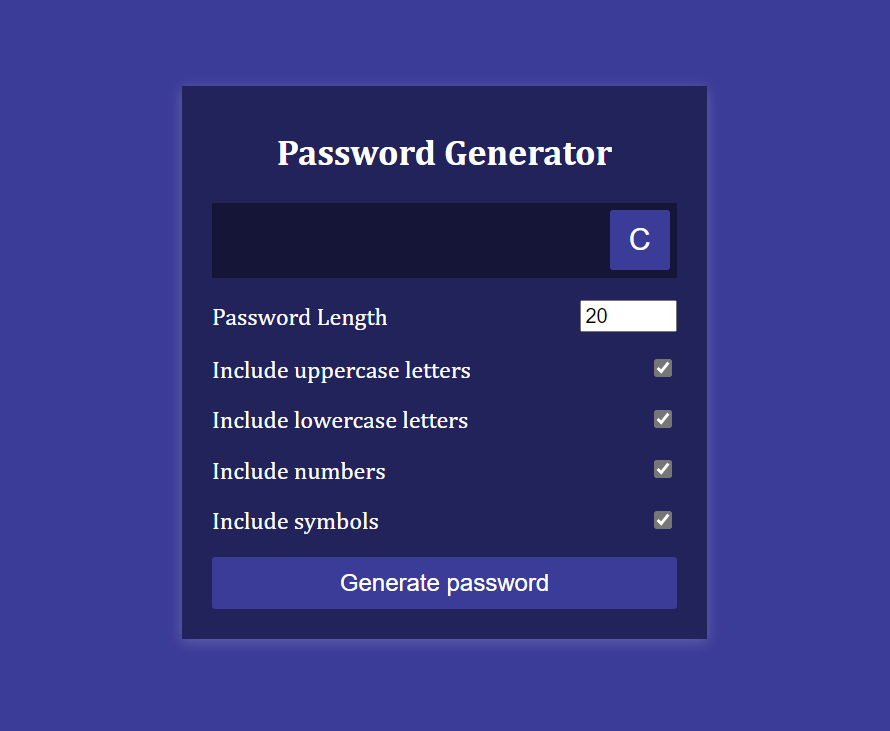 Password Generator
C
Password Length 20
Include uppercase letters
Include lowercase letters
Include numbers
Include symbols
Generate password